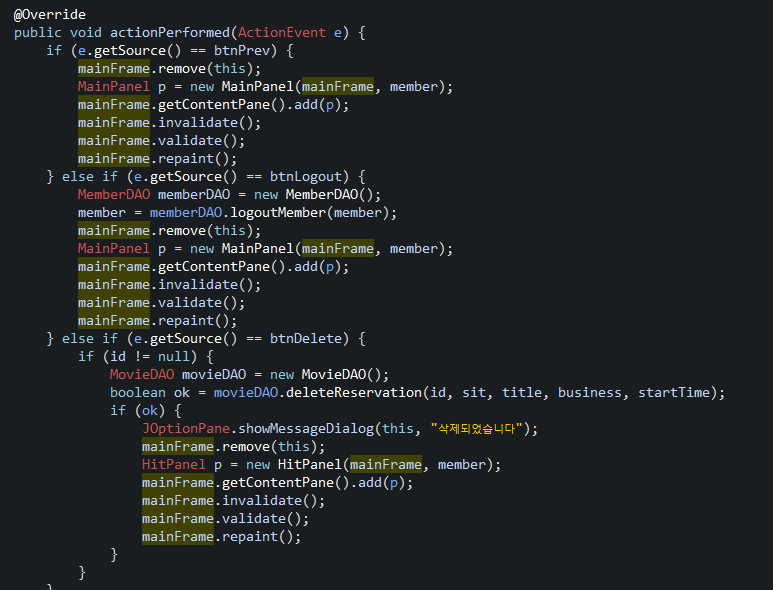 @Override
public void actionPerformed(ActionEvent e) {
    if (e.getSource() == btnPrev) {
        mainFrame.remove(this);
        MainPanel p = new MainPanel(mainFrame, member);
        mainFrame.getContentPane().add(p);
        mainFrame.invalidate();
        mainFrame.validate();
        mainFrame.repaint();
    } else if (e.getSource() == btnLogout) {
        MemberDAO memberDAO = new MemberDAO();
        member = memberDAO.logoutMember(member);
        mainFrame.remove(this);
        MainPanel p = new MainPanel(mainFrame, member);
        mainFrame.getContentPane().add(p);
        mainFrame.invalidate();
        mainFrame.validate();
        mainFrame.repaint();
    } else if (e.getSource() == btnDelete) {
        if (id != null) {
            MovieDAO movieDAO = new MovieDAO();
            boolean ok = movieDAO.deleteReservation(id, sit, title, business, startTime);
            if (ok) {
                JOptionPane.showMessageDialog(this, "삭제되었습니다");
                mainFrame.remove(this);
                HitPanel p = new HitPanel(mainFrame, member);
                mainFrame.getContentPane().add(p);
                mainFrame.invalidate();
                mainFrame.validate();
                mainFrame.repaint();
            }
        }
    }